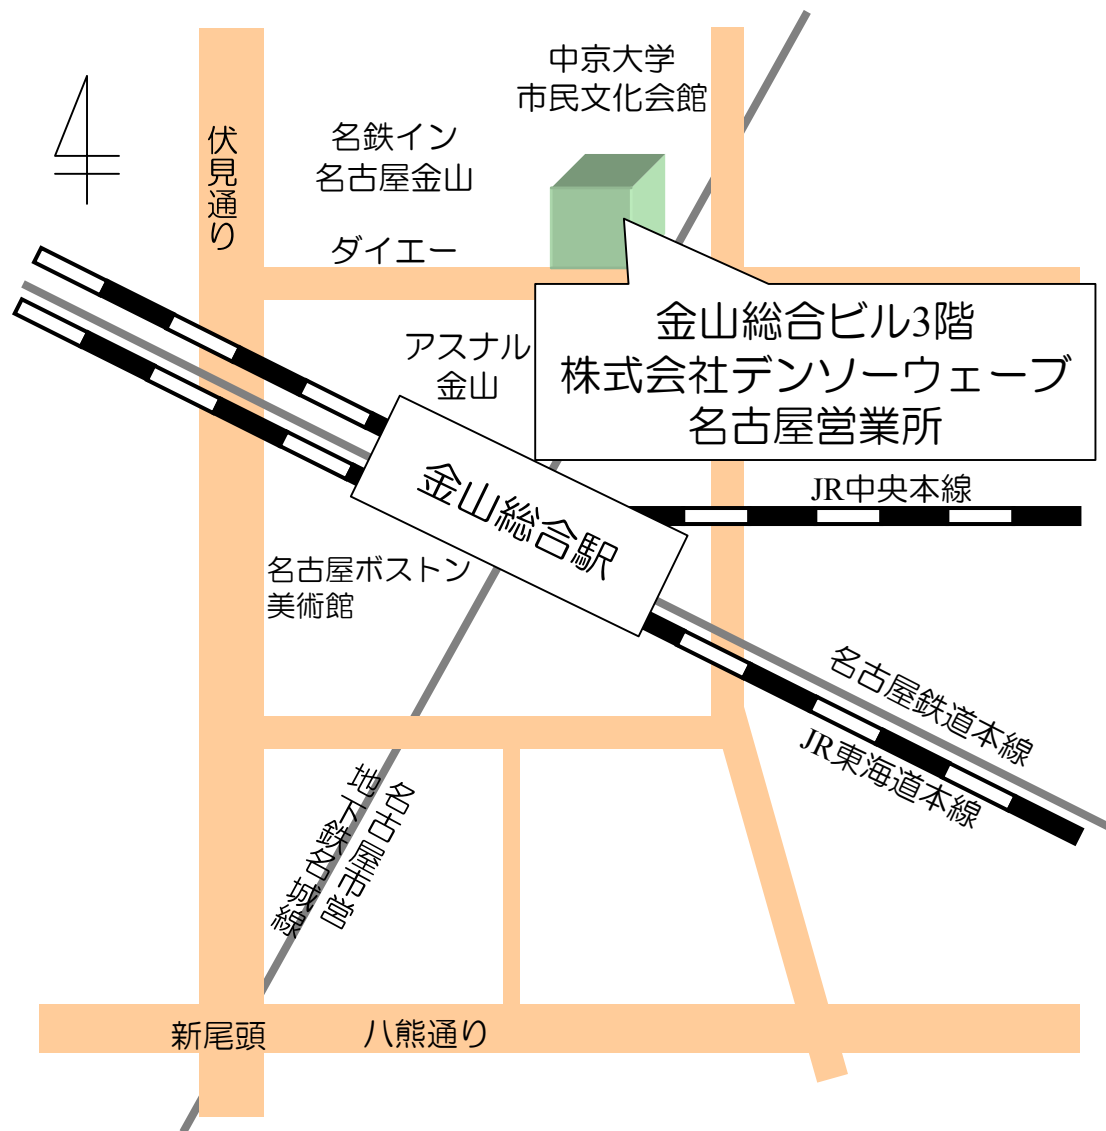 中京大学
市民文化会館
伏見通り
名鉄イン
名古屋金山
ダイエー
アスナル
金山
金山総合ビル3階
株式会社デンソーウェーブ
名古屋営業所
金山総合駅
JR中央本線
名古屋ボストン
美術館
名古屋鉄道本線
JR東海道本線
名古屋市営
地下鉄名城線
新尾頭
八熊通り